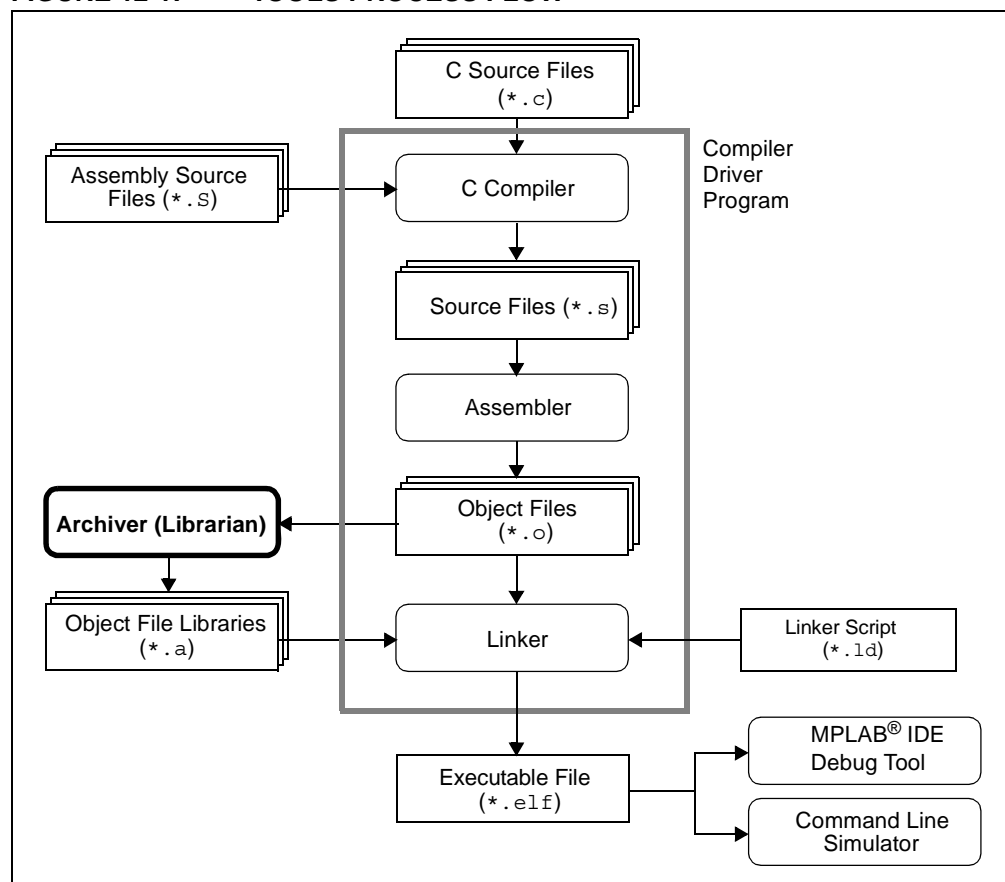 C Source Files
(*.c)
Compiler
Driver
Program
Assembly Source
Files (*.S)
C Compiler
Source Files (*.s)
Assembler
Object Files
(*.o)
Archiver (Librarian)
Object File Libraries
(*.a)
Linker
Linker Script
(*.ld)
Executable File
(*.elf)
MPLAB® IDE
Debug Tool
Command Line
Simulator